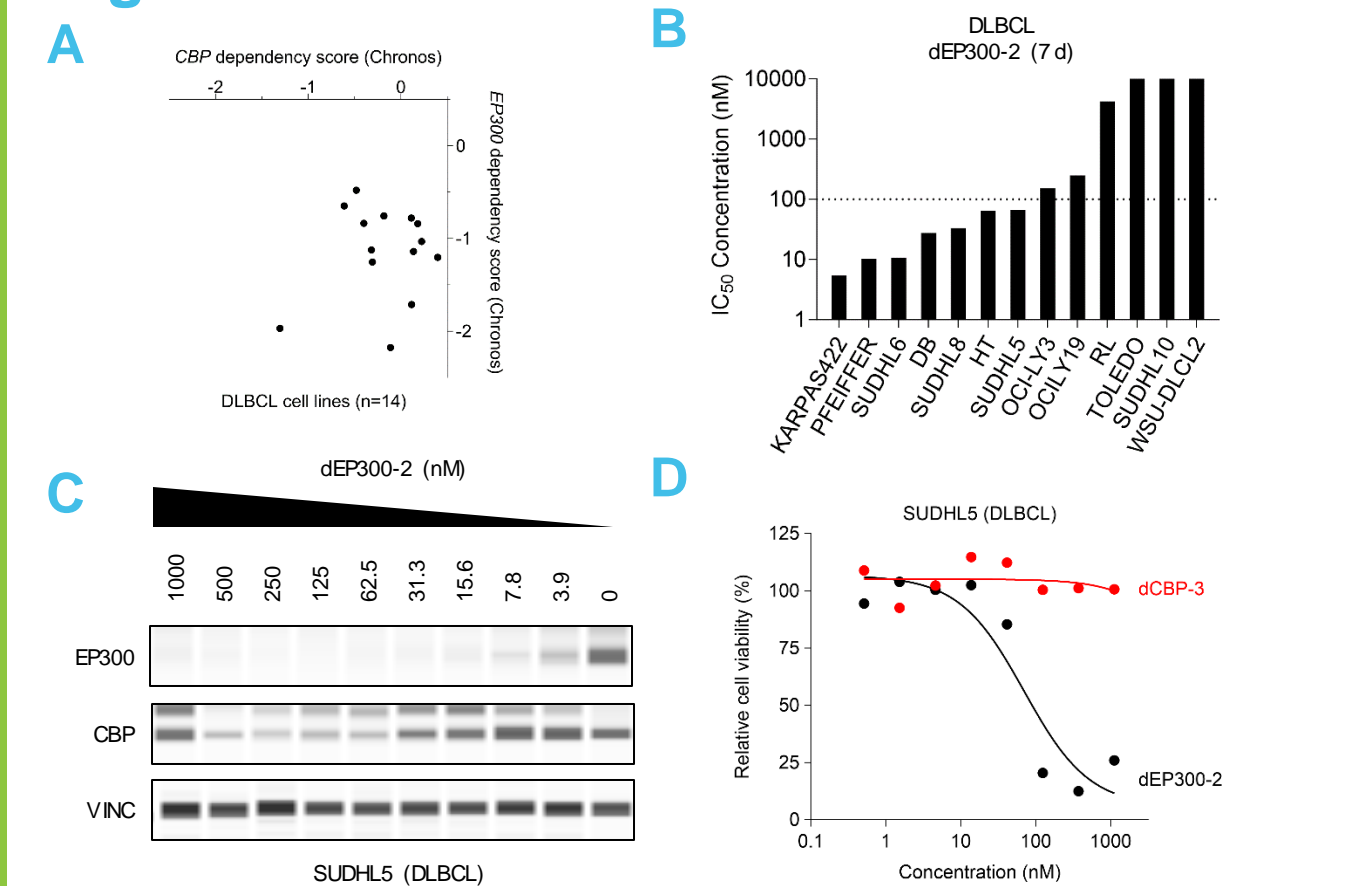 A
CBP dependency score (Chronos)
-2 -1 0
EP300 dependency score (Chronos)
0
-1
-2
DLBCL cell lines (n=14)
B
DLBCL
dEP300-2 (7 d)
IC50 Concentration (nM)
10000
1000
100
10
1
KARPAS422
PFEIFFER
SUDHL6
DB
SUDHL8
HT
SUDHL5
OCI-LY3
OCILY19
RL
TOLEDO
SUDHL10
WSU-DLCL2
C
dEP300-2 (nM)
1000 500 250 125 62.5 31.3 15.6 7.8 3.9 0
EP300
CBP
VINC
SUDHL5 (DLBCL)
D
SUDHL5 (DLBCL)
Relative cell viability (%)
125
100
75
50
25
0
dCBP-3
dEP300-2
0.1 1 10 100 1000
Concentration (nM)